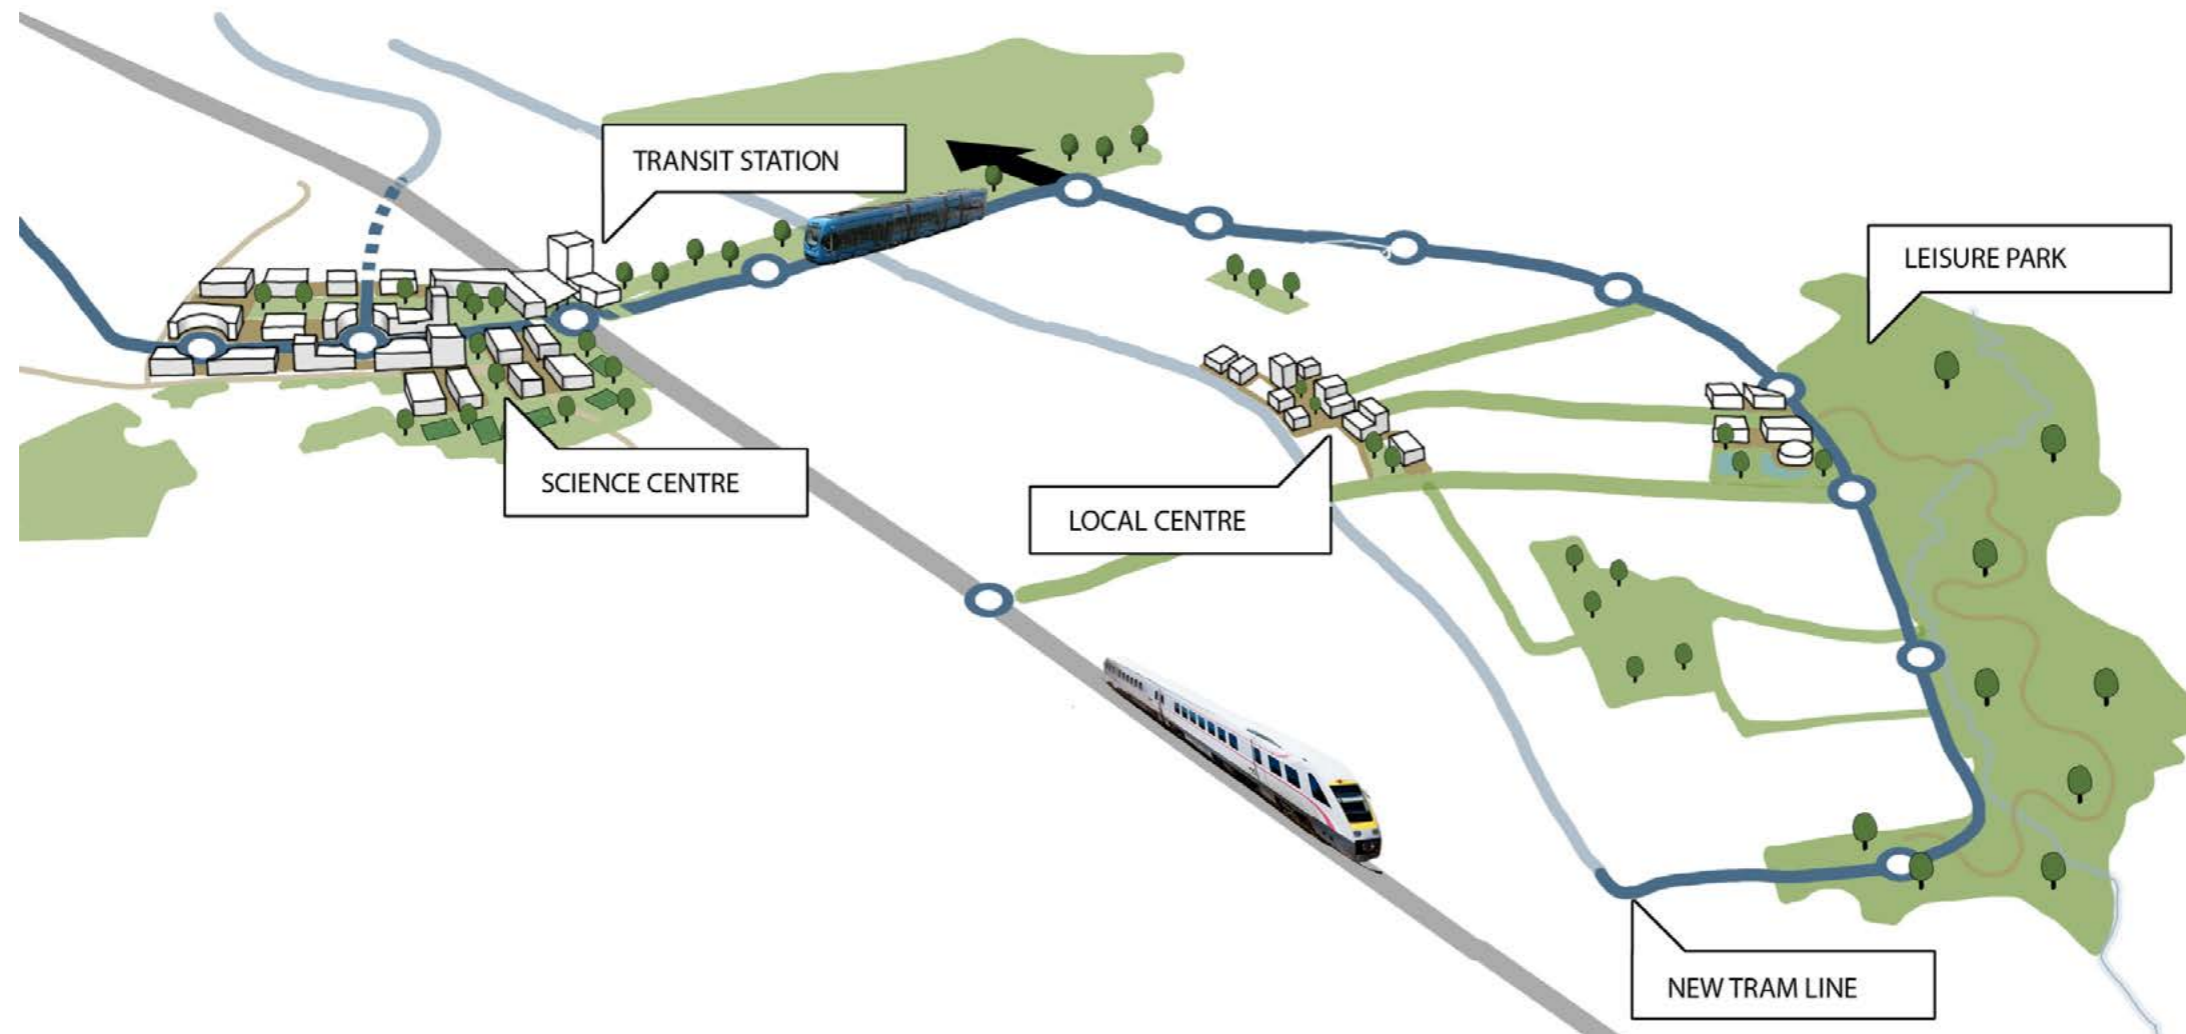 TRANSIT STATION
LEISURE PARK
SCIENCE CENTRE
LOCAL CENTRE
NEW TRAM LINE